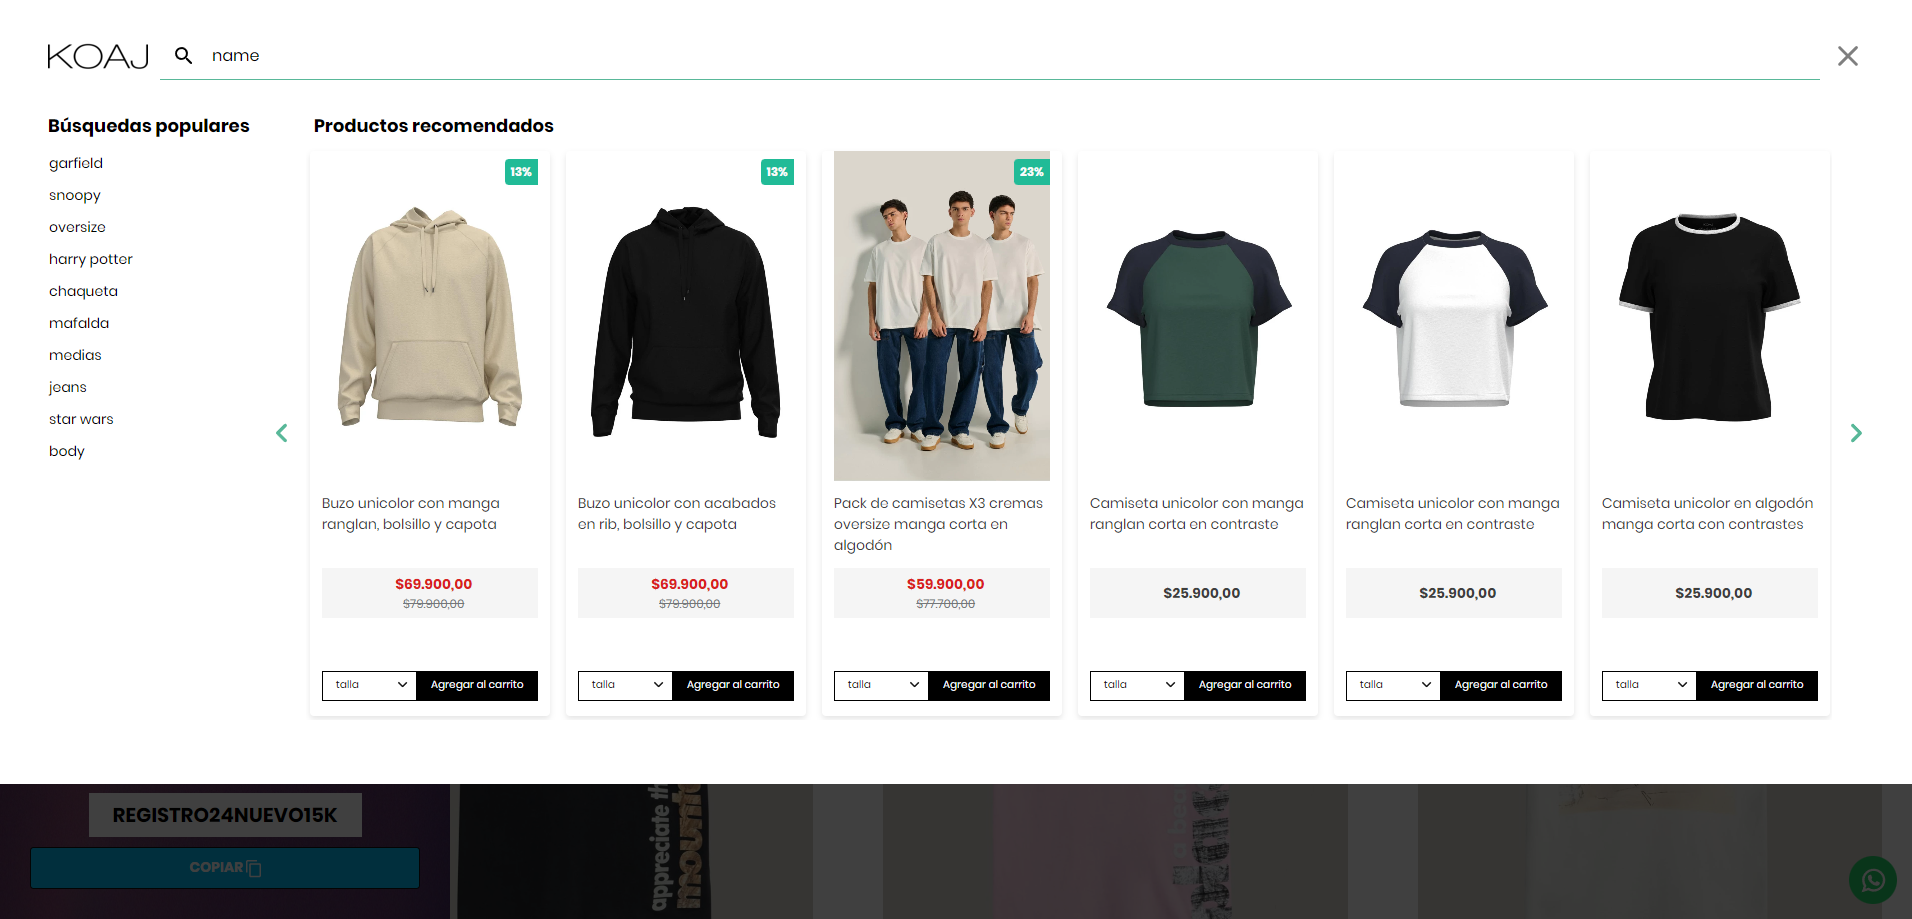 KOAJ
name
Búsquedas populares
garfield
snoopy
oversize
harry potter
chaqueta
mafalda
medias
jeans
star wars
body
Productos recomendados
13%
Buzo unicolor con manga
ranglan, bolsillo y capota
$69.900,00
$79.900,00
talla
Agregar al carrito
13%
Buzo unicolor con acabados
en rib, bolsillo y capota
$69.900,00
$79.900,00
talla
Agregar al carrito
23%
Pack de camisetas X3 cremas
oversize manga corta en
algodón
$59.900,00
$77.700,00
talla
Agregar al carrito
Camiseta unicolor con manga
ranglan corta en contraste
$25.900,00
talla
Agregar al carrito
Camiseta unicolor con manga
ranglan corta en contraste
$25.900,00
talla
Agregar al carrito
Camiseta unicolor en algodón
manga corta con contrastes
$25.900,00
talla
Agregar al carrito
REGISTRO24NUEVO15K
COPIAR
appreciate